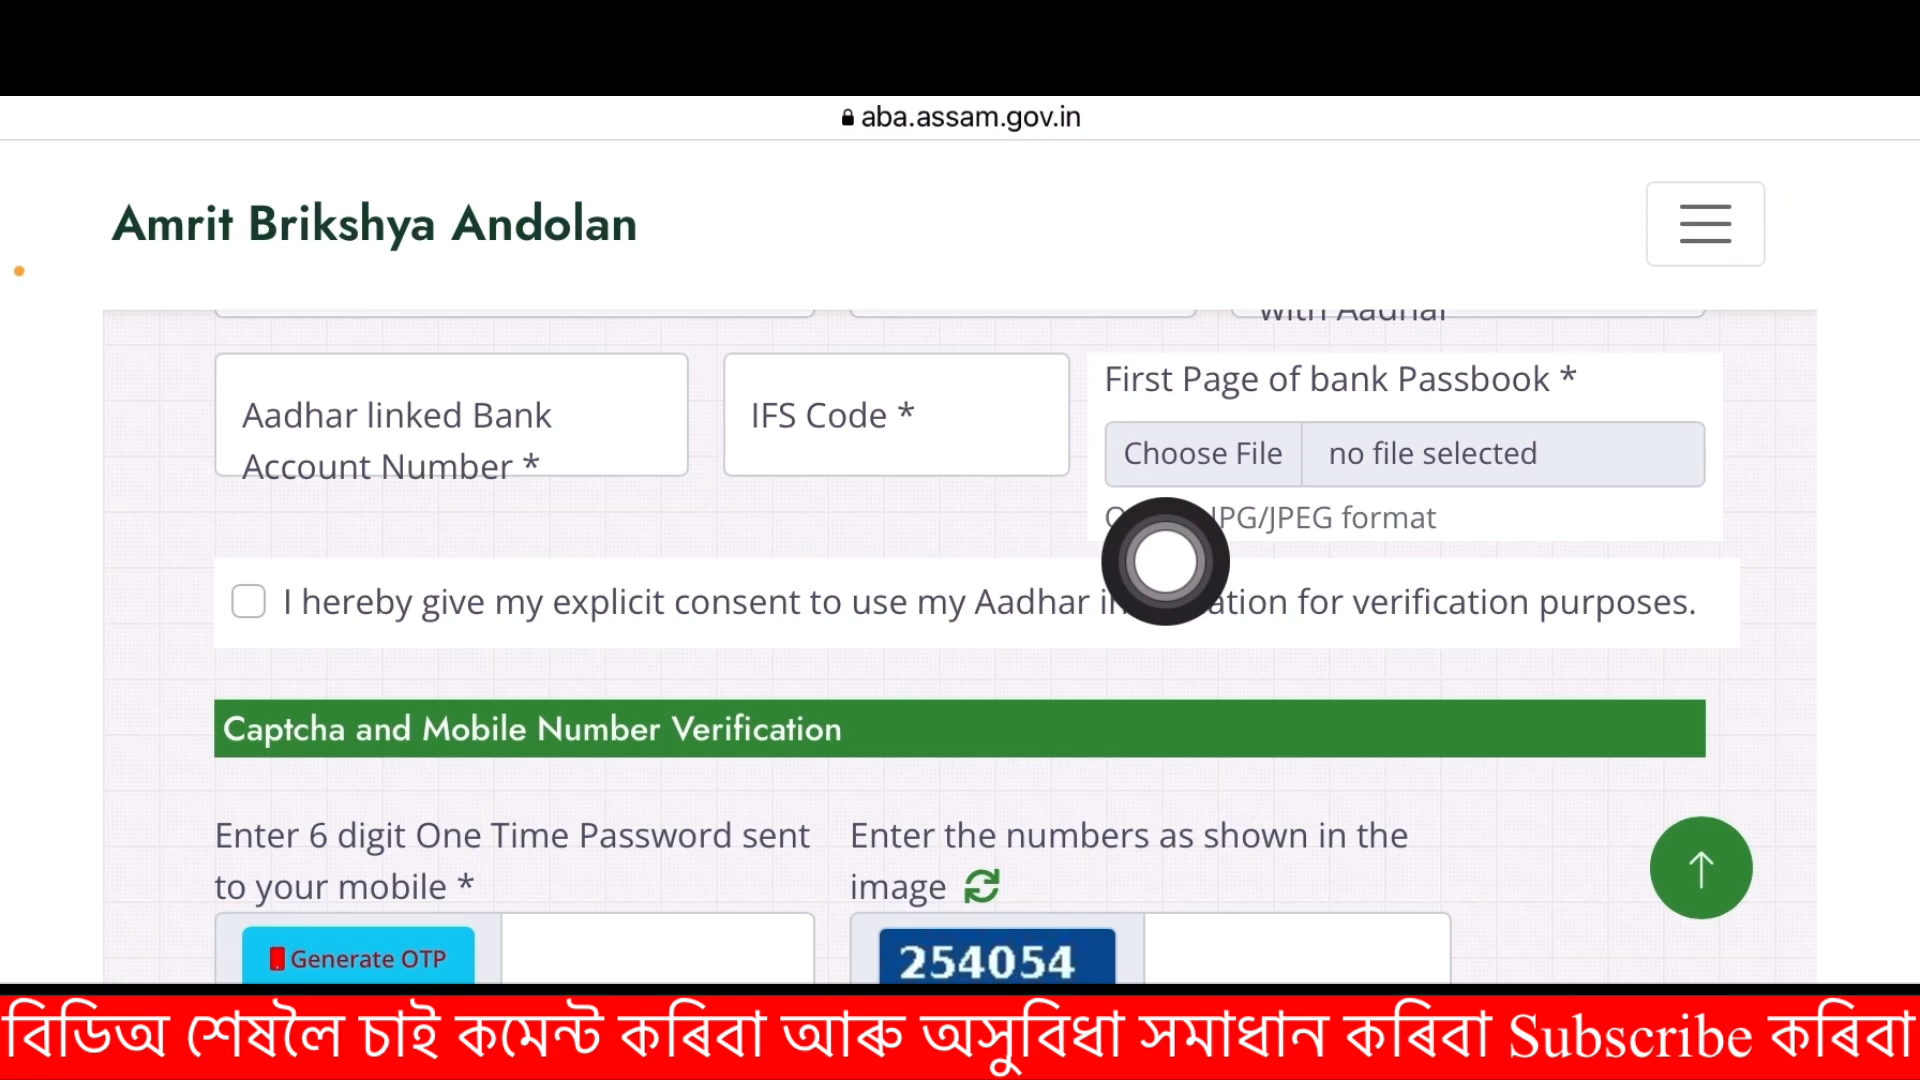 aba.assam.gov.in
Amrit Brikshya Andolan
with Aadhar
Aadhar linked Bank
Account Number *
IFS Code *
First Page of bank Passbook *
Choose File no file selected
JPG/JPEG format
I hereby give my explicit consent to use my Aadhar for verification purposes.
Captcha and Mobile Number Verification
Enter 6 digit One Time Password sent
to your mobile *
Enter the numbers as shown in the
image
Generate OTP
254054
বিডিঅ শেষলৈ চাই কমেন্ট কৰিবা আৰু অসুবিধা সমাধান কৰিবা Subscribe কৰিবা